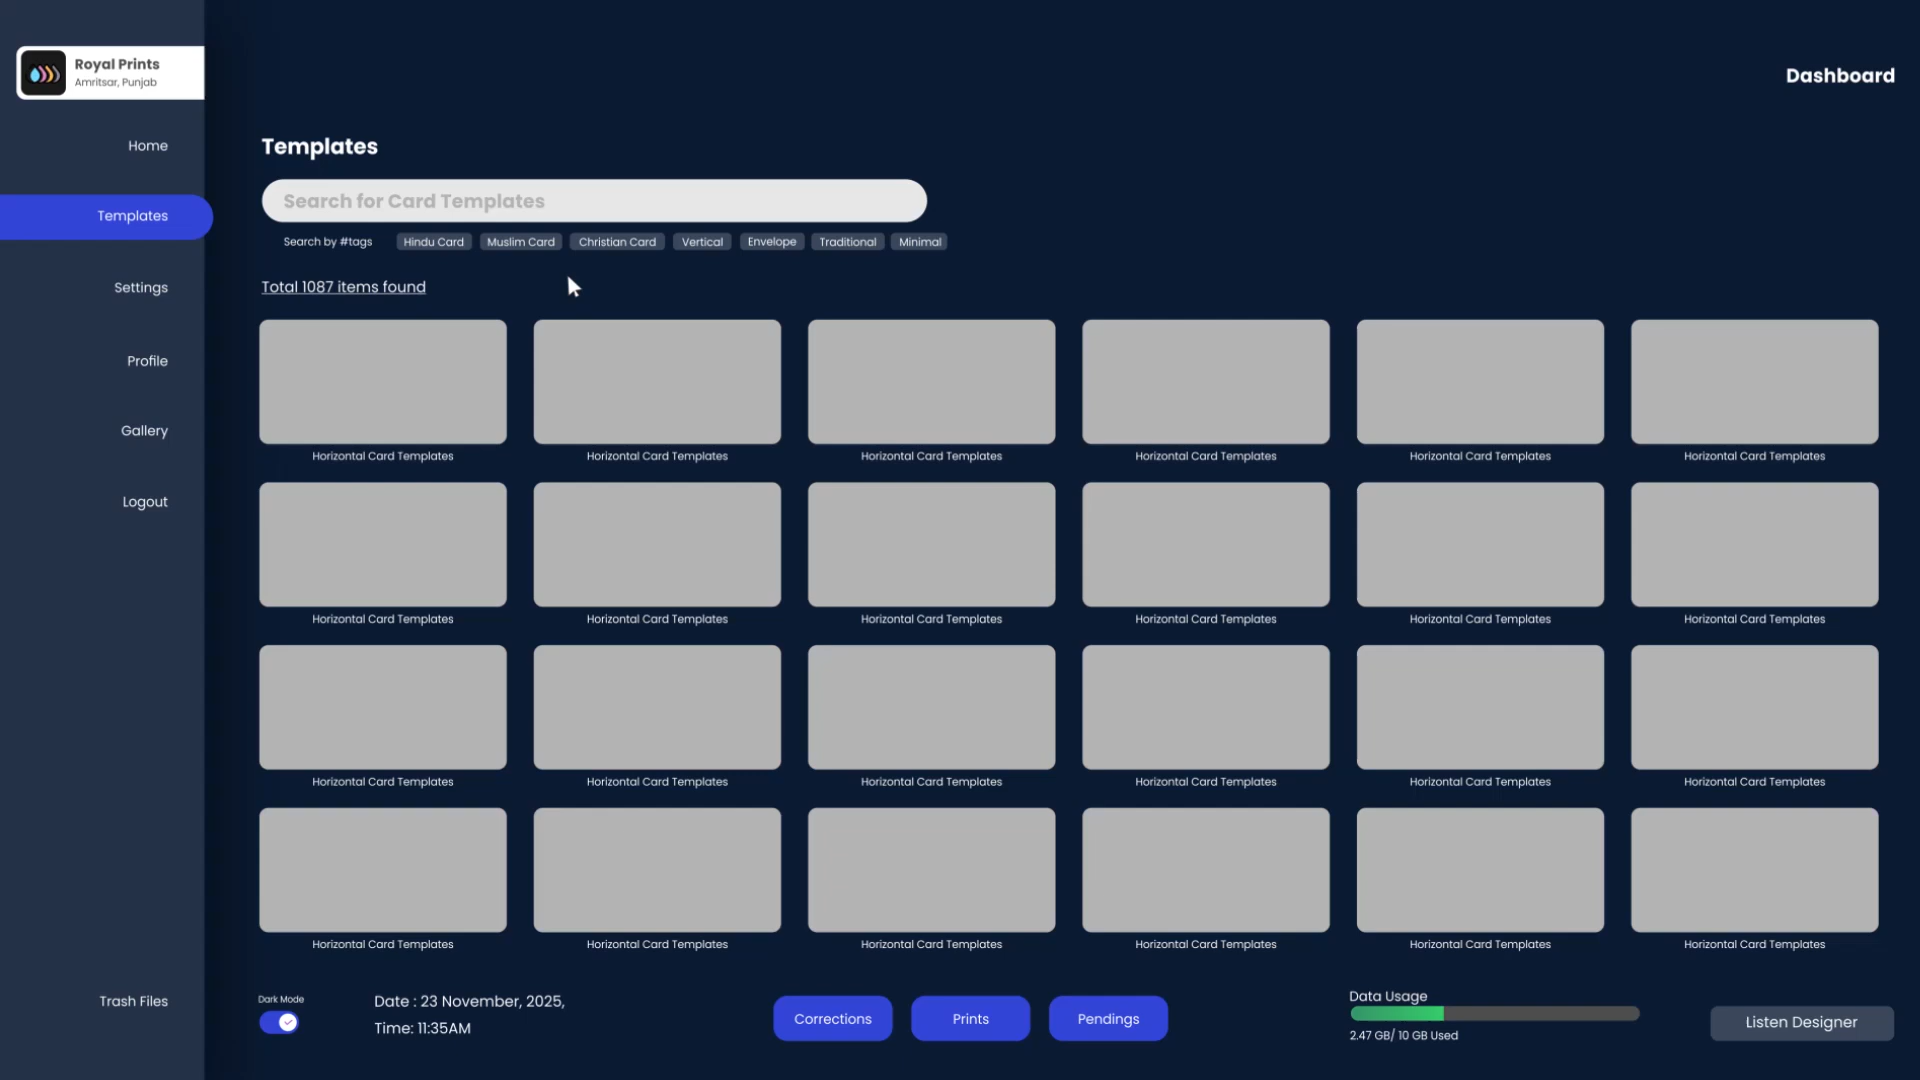 Royal Prints
Amritsar, Punjab
Dashboard
Home
Templates
Settings
Profile
Gallery
Logout
Trash Files
Templates
Search for Card Templates
Search by #tags Hindu Card Muslim Card Christian Card Vertical Envelope Traditional Minimal
Total 1087 items found
Horizontal Card Templates Horizontal Card Templates Horizontal Card Templates Horizontal Card Templates Horizontal Card Templates Horizontal Card Templates
Horizontal Card Templates Horizontal Card Templates Horizontal Card Templates Horizontal Card Templates Horizontal Card Templates Horizontal Card Templates
Horizontal Card Templates Horizontal Card Templates Horizontal Card Templates Horizontal Card Templates Horizontal Card Templates Horizontal Card Templates
Horizontal Card Templates Horizontal Card Templates Horizontal Card Templates Horizontal Card Templates Horizontal Card Templates Horizontal Card Templates
Dark Mode
Date : 23 November, 2025,
Time: 11:35AM
Corrections Prints Pendings
Data Usage
2.47 GB/ 10 GB Used
Listen Designer